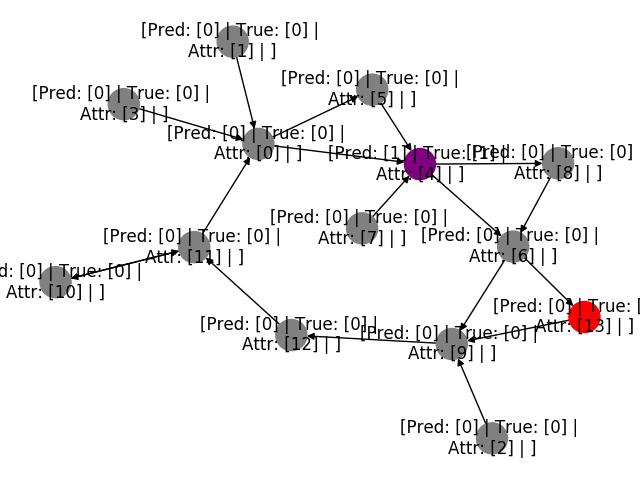 [Pred: [0] | True: [0] |
Attr: [1] | ]
[Pred: [0] | True: [0] |
Attr: [5] | ]
[Pred: [0] | True: [0] |
Attr: [3] | ]
[Pred: [0] | True: [0] |
Attr: [0] | ]
[Pred: [1] | True: [1] |
Attr: [4] | ]
[Pred: [0] | True: [0]
Attr: [8] | ]
[Pred: [0] | True: [0] |
Attr: [7] | ]
[Pred: [0] | True: [0] |
Attr: [6] | ]
[Pred: [0] | True: [0] |
Attr: [11] | ]
d: [0] | True: [0] |
Attr: [10] | ]
[Pred: [0] | True: [
Attr: [13] | ]
[Pred: [0] | True: [0] |
Attr: [12] | ]
[Pred: [0] | True: [0] |
Attr: [9] | ]
[Pred: [0] | True: [0] |
Attr: [2] | ]